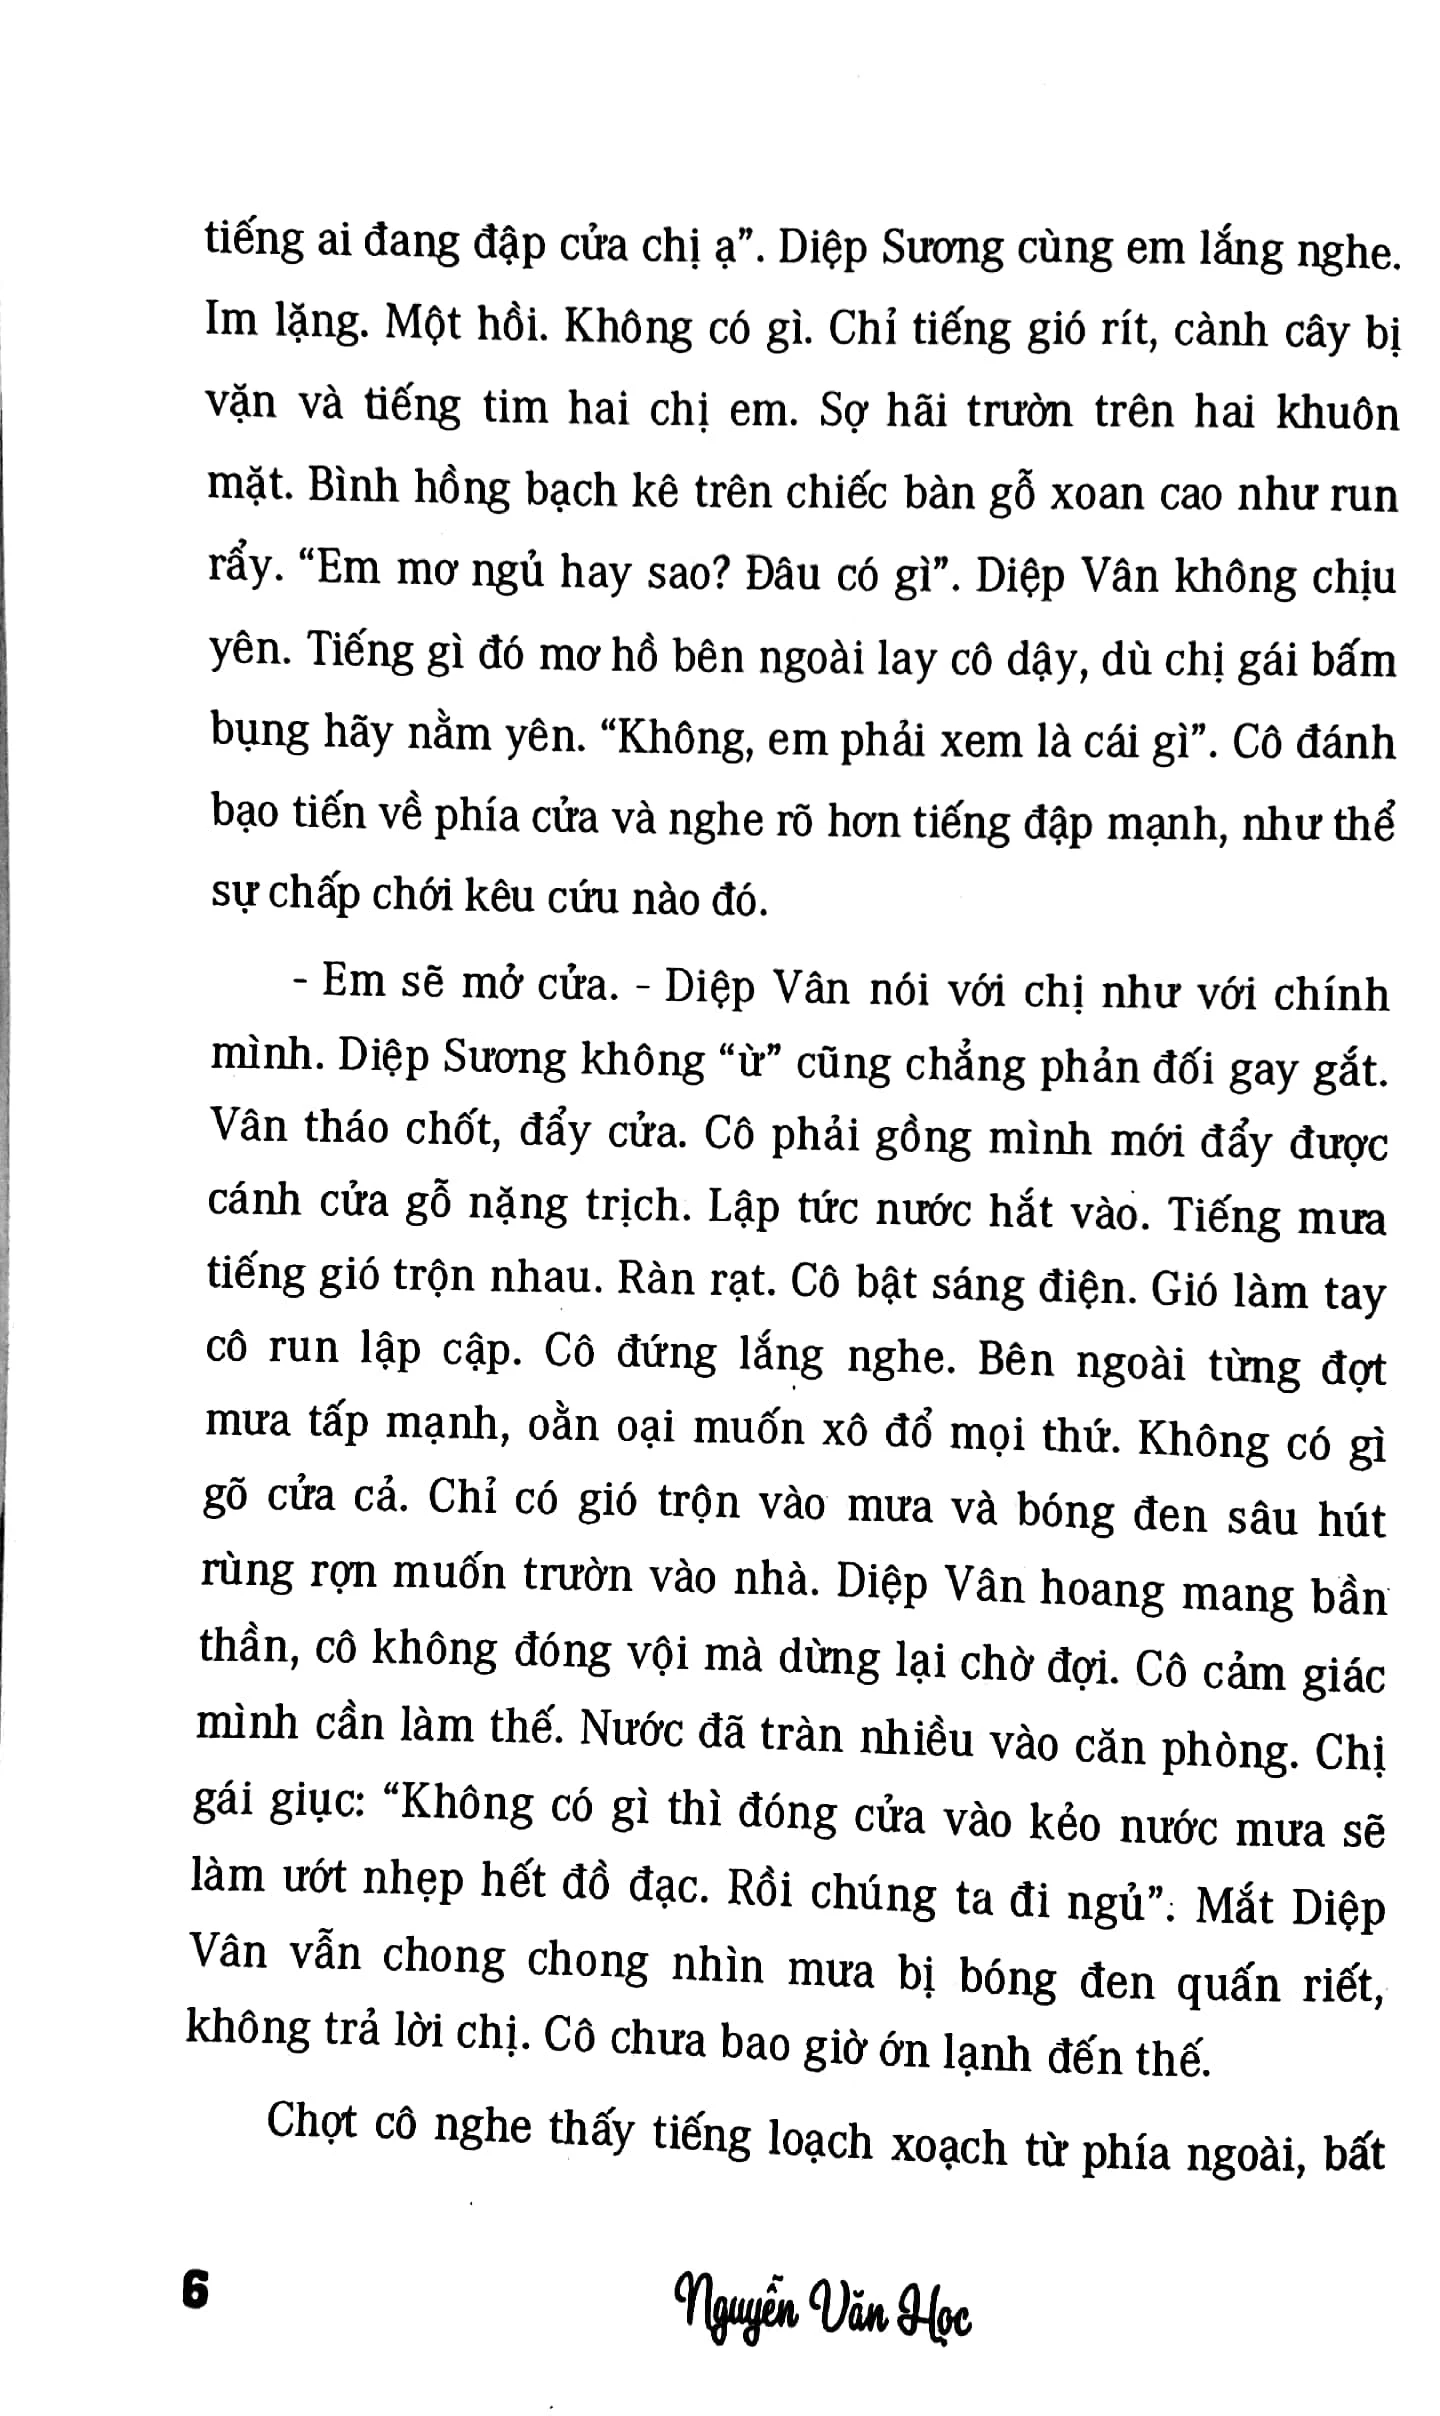 tiếng ai đang đập cửa chị ạ”. Diệp Sương cùng em lắng nghe.
Im lặng. Một hồi. Không có gì. Chỉ tiếng gió rít, cành cây bị
vặn và tiếng tim hai chị em. Sợ hãi trườn trên hai khuôn
mặt. Bình hồng bạch kê trên chiếc bàn gỗ xoan cao như run
rẩy. “Em mơ ngủ hay sao? Đâu có gì”. Diệp Vân không chịu
yên. Tiếng gì đó mơ hồ bên ngoài lay cô dậy, dù chị gái bấm
bụng hãy nằm yên. “Không, em phải xem là cái gì”. Cô đánh
bạo tiến về phía cửa và nghe rõ hơn tiếng đập mạnh, như thể
sự chấp chới kêu cứu nào đó.
- Em sẽ mở cửa. - Diệp Vân nói với chị như với chính
mình. Diệp Sương không “ừ” cũng chẳng phản đối gay gắt.
Vân tháo chốt, đẩy cửa. Cô phải gồng mình mới đẩy được
cánh cửa gỗ nặng trịch. Lập tức nước hắt vào. Tiếng mưa
tiếng gió trộn nhau. Ràn rạt. Cô bật sáng điện. Gió làm tay
cô run lập cập. Cô đứng lắng nghe. Bên ngoài từng đợt
mưa tấp mạnh, oằn oại muốn xô đổ mọi thứ. Không có gì
gõ cửa cả. Chỉ có gió trộn vào mưa và bóng đen sâu hút
rùng rợn muốn trườn vào nhà. Diệp Vân hoang mang bần
thần, cô không đóng vội mà dừng lại chờ đợi. Cô cảm giác
mình cần làm thế. Nước đã tràn nhiều vào căn phòng. Chị
gái giục: “Không có gì thì đóng cửa vào kẻo nước mưa sẽ
làm ướt nhẹp hết đồ đạc. Rồi chúng ta đi ngủ”. Mắt Diệp
Vân vẫn chong chong nhìn mưa bị bóng đen quấn riết,
không trả lời chị. Cô chưa bao giờ ớn lạnh đến thế.
Chợt cô nghe thấy tiếng loạch xoạch từ phía ngoài, bất
6
Nguyễn Văn Học